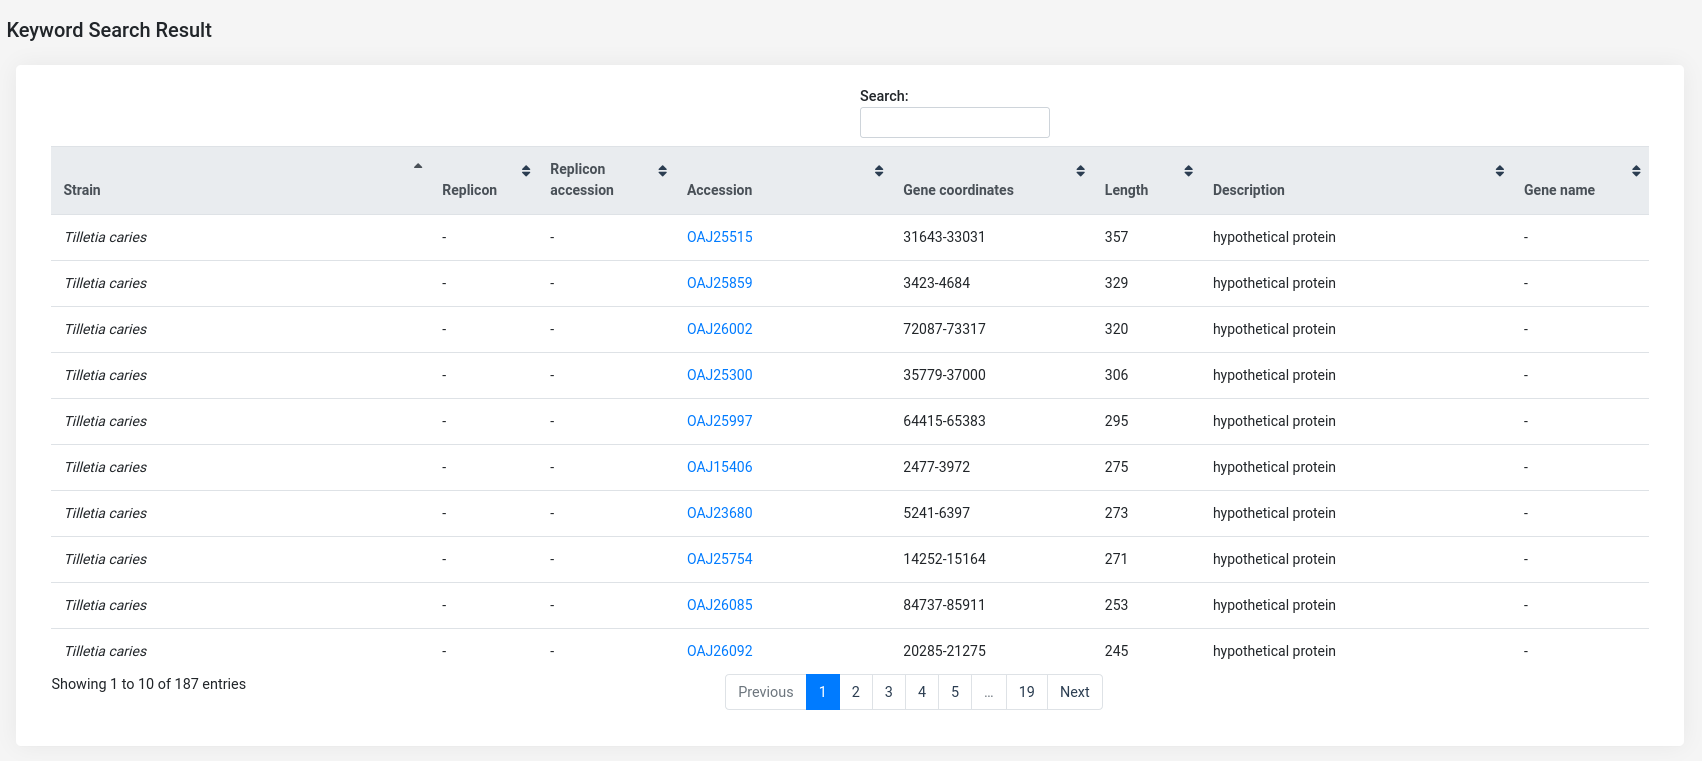 Keyword Search Result
Search:
Strain Replicon Replicon accession Accession Gene coordinates Length Description Gene name
Tilletia caries - - OAJ25515 31643-33031 357 hypothetical protein -
Tilletia caries - - OAJ25859 3423-4684 329 hypothetical protein -
Tilletia caries - - OAJ26002 72087-73317 320 hypothetical protein -
Tilletia caries - - OAJ25300 35779-37000 306 hypothetical protein -
Tilletia caries - - OAJ25997 64415-65383 295 hypothetical protein -
Tilletia caries - - OAJ15406 2477-3972 275 hypothetical protein -
Tilletia caries - - OAJ23680 5241-6397 273 hypothetical protein -
Tilletia caries - - OAJ25754 14252-15164 271 hypothetical protein -
Tilletia caries - - OAJ26085 84737-85911 253 hypothetical protein -
Tilletia caries - - OAJ26092 20285-21275 245 hypothetical protein -
Showing 1 to 10 of 187 entries
Previous 1 2 3 4 5 … 19 Next